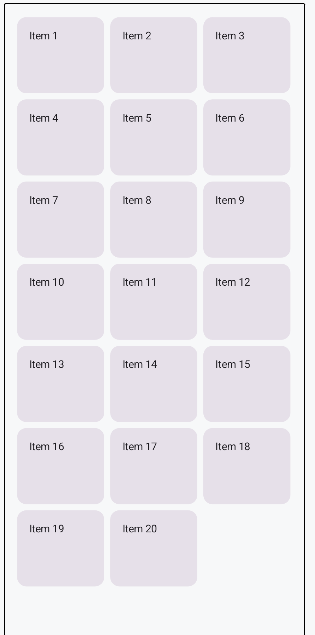 Item 1
Item 2
Item 3
Item 4
Item 5
Item 6
Item 7
Item 8
Item 9
Item 10
Item 11
Item 12
Item 13
Item 14
Item 15
Item 16
Item 17
Item 18
Item 19
Item 20